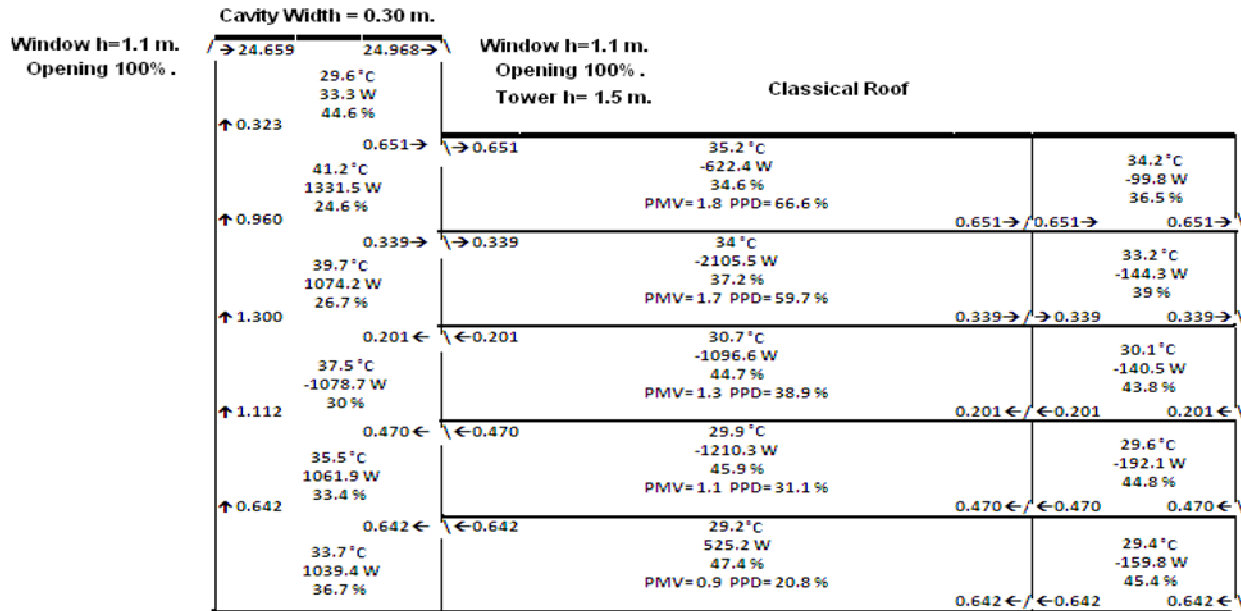 Cavity Width = 0.30 m.
Window h=1.1 m.
Opening 100% .
/ → 24.659 24.968→ \
Window h=1.1 m.
Opening 100% .
Tower h= 1.5 m.
Classical Roof
29.6 °C
33.3 W
44.6 %
↑ 0.323
0.651→ \→ 0.651
41.2 °C
1331.5 W
24.6 %
35.2 °C
-622.4 W
34.6 %
PMV= 1.8 PPD= 66.6 %
34.2 °C
-99.8 W
36.5 %
↑ 0.960
0.651→ / 0.651→ 0.651→ \
0.339→ \→ 0.339
39.7 °C
1074.2 W
26.7 %
34 °C
-2105.5 W
37.2 %
PMV= 1.7 PPD= 59.7 %
33.2 °C
-144.3 W
39 %
↑ 1.300
0.339→ / → 0.339 0.339→ \
0.201 ← \ ←0.201
37.5 °C
-1078.7 W
30 %
30.7 °C
-1096.6 W
44.7 %
PMV= 1.3 PPD= 38.9 %
30.1 °C
-140.5 W
43.8 %
↑ 1.112
0.201 ← / ←0.201 0.201 ← \
0.470 ← \ ←0.470
35.5 °C
1061.9 W
33.4 %
29.9 °C
-1210.3 W
45.9 %
PMV= 1.1 PPD= 31.1 %
29.6 °C
-192.1 W
44.8 %
↑ 0.642
0.470 ← / ←0.470 0.470 ← \
0.642 ← \ ←0.642
33.7 °C
1039.4 W
36.7 %
29.2 °C
525.2 W
47.4 %
PMV= 0.9 PPD= 20.8 %
29.4 °C
-159.8 W
45.4 %
0.642 ← / ←0.642 0.642 ← \